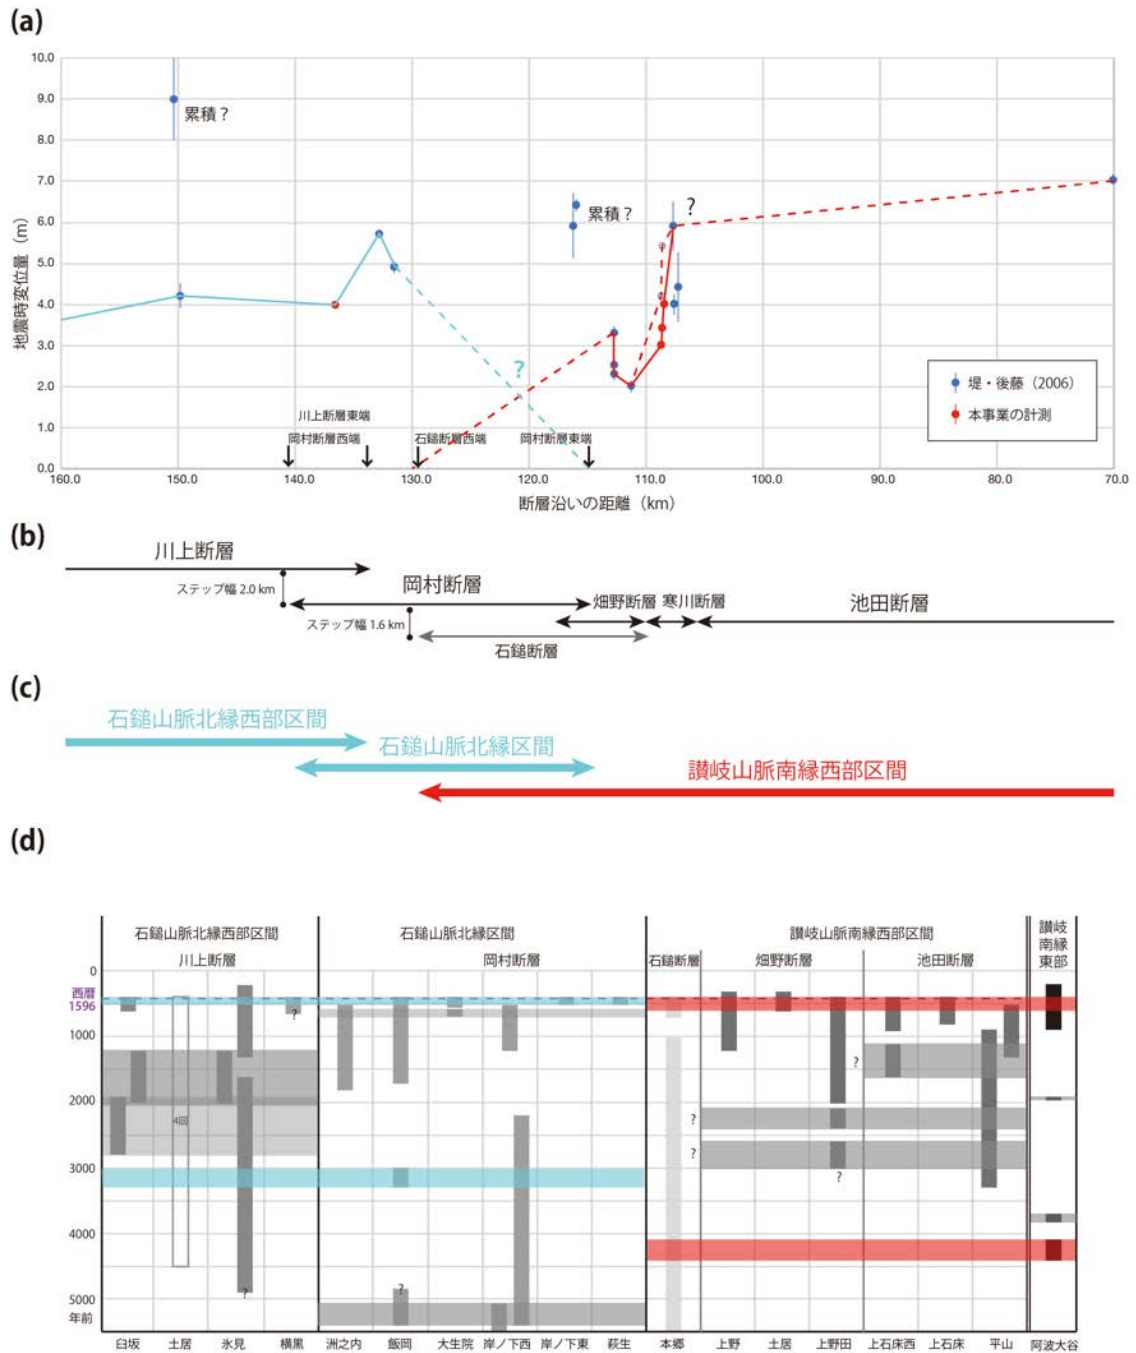 (a)
10.0
9.0
8.0
7.0
6.0
5.0
4.0
3.0
2.0
1.0
0.0
地震時変位量（m）
累積？
累積？
?
?
川上断層東端
岡村断層西端
石鎚断層西端
岡村断層東端
堤・後藤（2006）
本事業の計測
160.0 150.0 140.0 130.0 120.0 110.0 100.0 90.0 80.0 70.0
断層沿いの距離（km）
(b)
川上断層
ステップ幅 2.0 km
岡村断層
畑野断層 寒川断層
池田断層
ステップ幅 1.6 km
石鎚断層
(c)
石鎚山脈北縁西部区間
石鎚山脈北縁区間
讃岐山脈南縁西部区間
(d)
石鎚山脈北縁西部区間 石鎚山脈北縁区間 讃岐山脈南縁西部区間
讃岐
南縁
東部
川上断層 岡村断層 石鎚断層 畑野断層 池田断層
0
西暦
1596
1000
2000
3000
4000
5000
年前
?
4回
?
?
?
?
?
?
臼坂 土居 氷見 横黒 洲之内 飯岡 大生院 岸ノ下西 岸ノ下東 萩生 本郷 上野 土居 上野田 上石床西 上石床 平山 阿波大谷